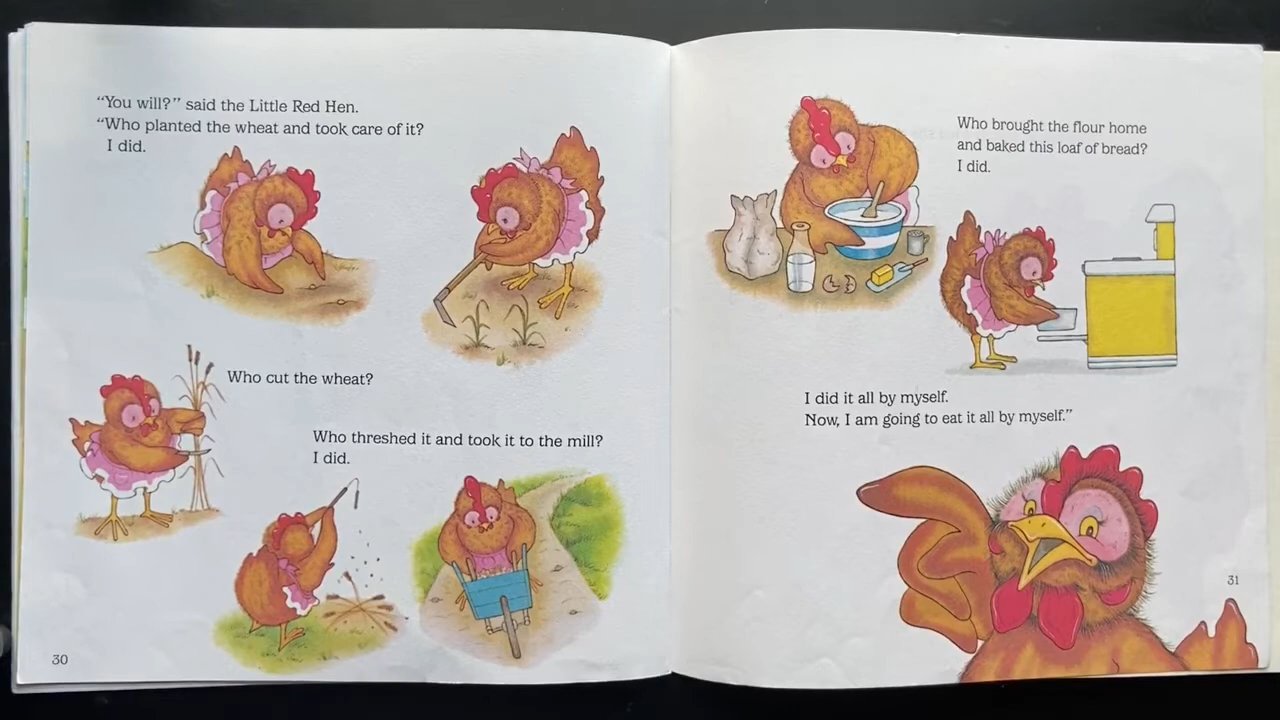 “You will?” said the Little Red Hen.
“Who planted the wheat and took care of it?
I did.
Who cut the wheat?
Who threshed it and took it to the mill?
I did.
30
Who brought the flour home
and baked this loaf of bread?
I did.
I did it all by myself.
Now, I am going to eat it all by myself.”
31